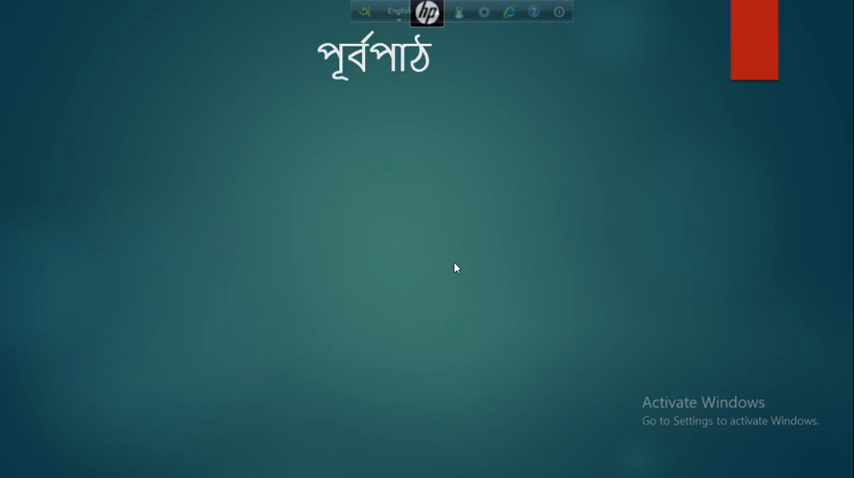 অ English hp
পূর্বপাঠ
Activate Windows
Go to Settings to activate Windows.